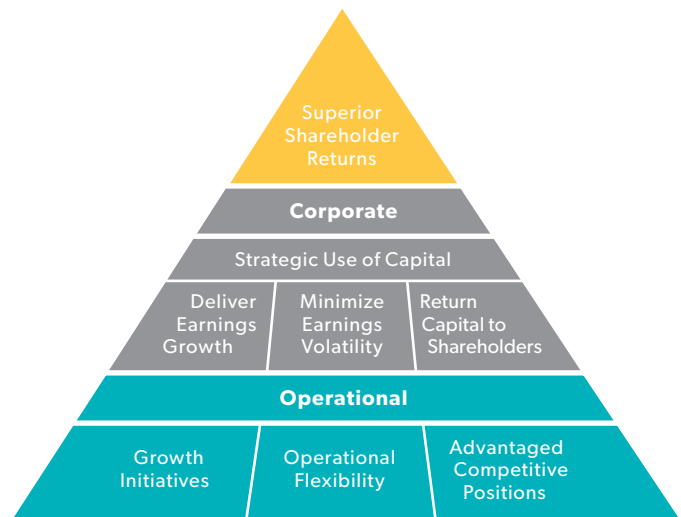 Superior
Shareholder
Returns
Corporate
Strategic Use of Capital
Deliver
Earnings
Growth
Minimize
Earnings
Volatility
Return
Capital to
Shareholders
Operational
Growth
Initiatives
Operational
Flexibility
Advantaged
Competitive
Positions